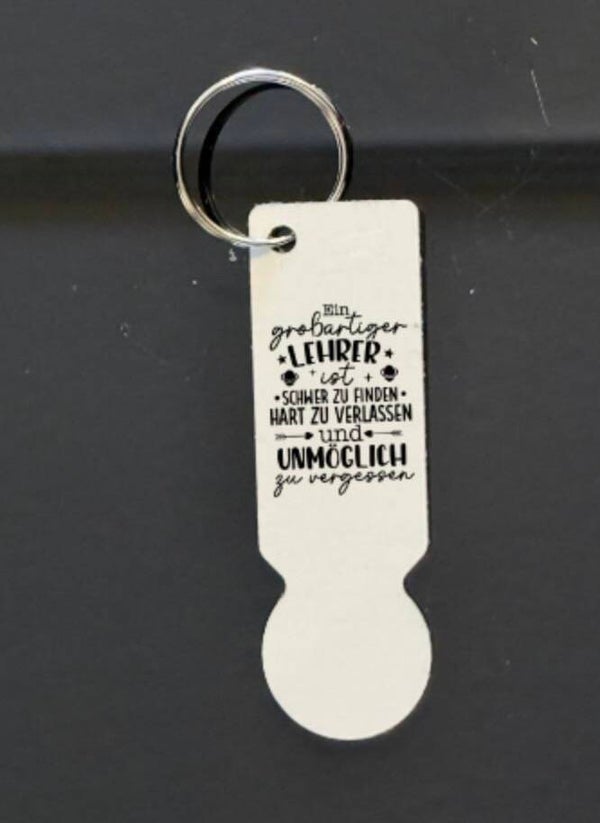 Ein
großartiger
LEHRER
ist
SCHWER ZU FINDEN
HART ZU VERLASSEN
und
UNMÖGLICH
zu vergessen